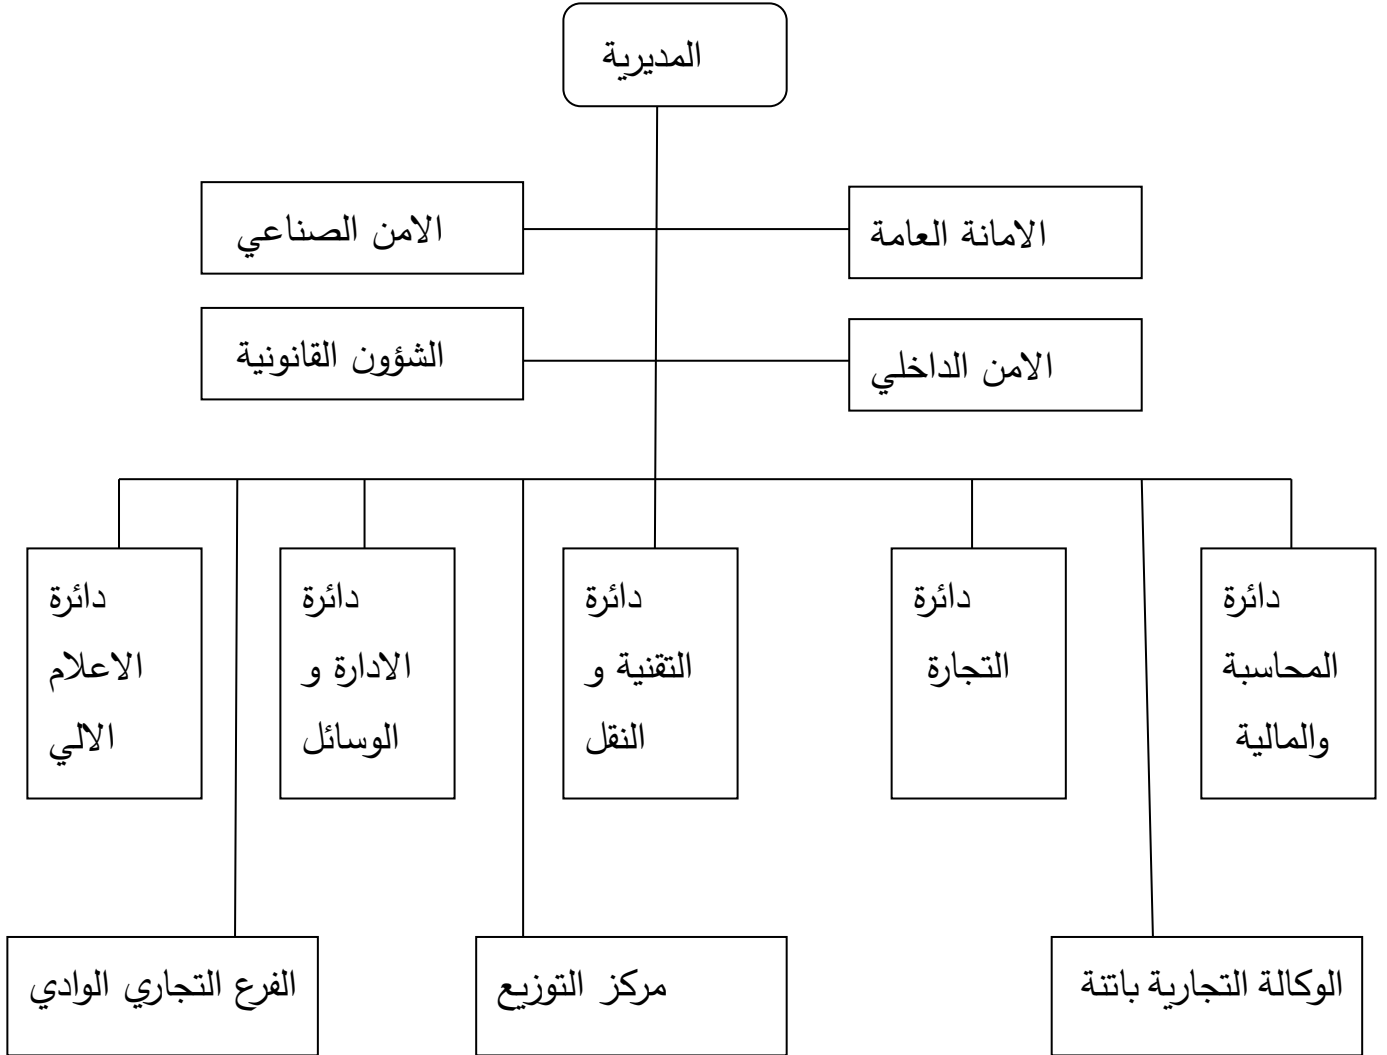 المديرية
الامانة العامة
الامن الصناعي
الامن الداخلي
الشؤون القانونية
دائرة
المحاسبة
والمالية
دائرة
التجارة
دائرة
التقنية و
النقل
دائرة
الادارة و
الوسائل
دائرة
الاعلام
الالي
الوكالة التجارية باتنة
مركز التوزيع
الفرع التجاري الوادي